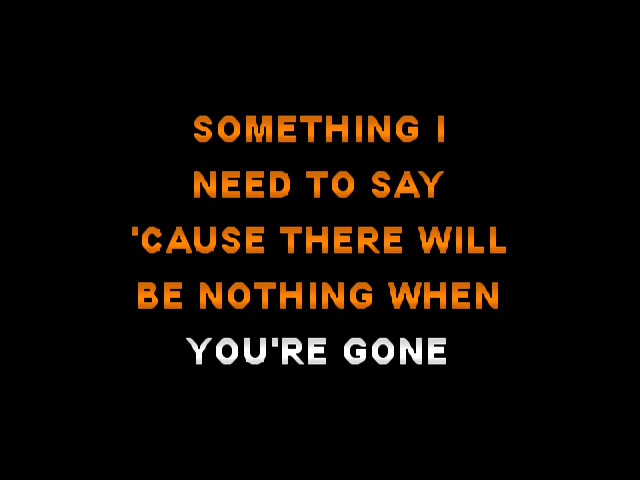 SOMETHING I
NEED TO SAY
'CAUSE THERE WILL
BE NOTHING WHEN
YOU'RE GONE